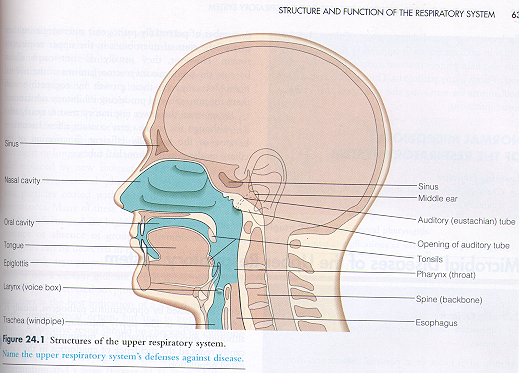 STRUCTURE AND FUNCTION OF THE RESPIRATORY SYSTEM
Sinus
Nasal cavity
Oral cavity
Tongue
Epiglottis
Larynx (voice box)
Trachea (windpipe)
Sinus
Middle ear
Auditory (eustachian) tube
Opening of auditory tube
Tonsils
Pharynx (throat)
Spine (backbone)
Esophagus
Figure 24.1 Structures of the upper respiratory system.
Name the upper respiratory system's defenses against disease.